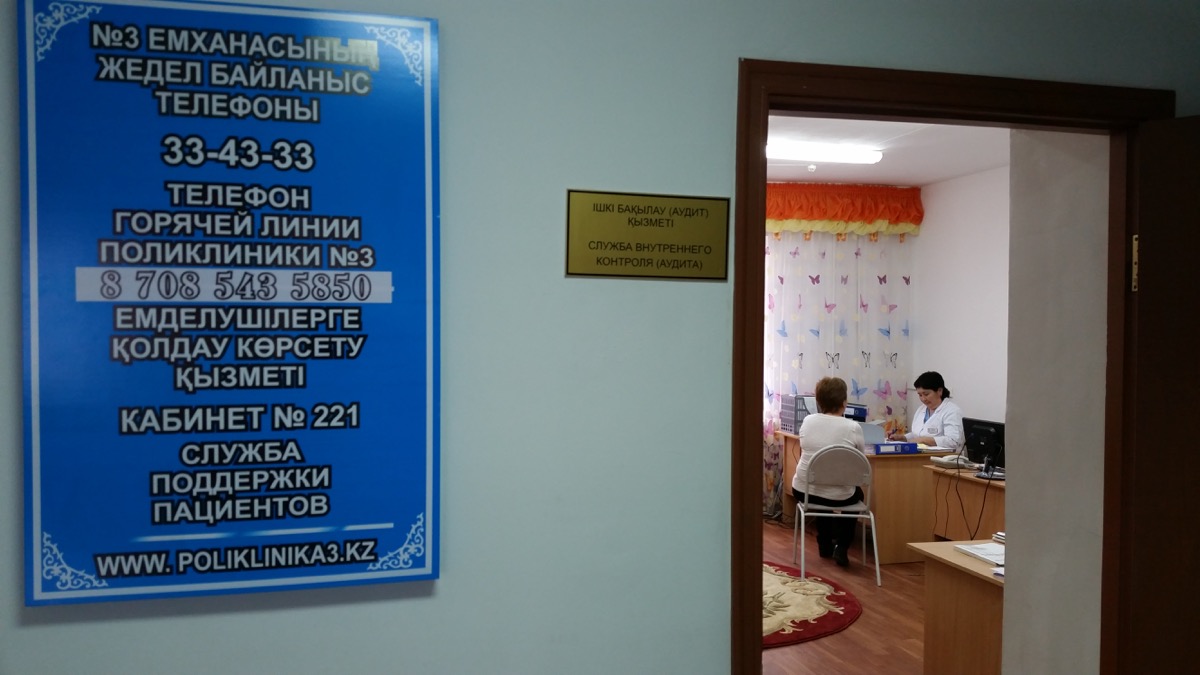 №3 ЕМХАНАСЫНЫҢ
ЖЕДЕЛ БАЙЛАНЫС
ТЕЛЕФОНЫ
33-43-33
ТЕЛЕФОН
ГОРЯЧЕЙ ЛИНИИ
ПОЛИКЛИНИКИ №3
8 708 543 5850
ЕМДЕЛУШІЛЕРГЕ
ҚОЛДАУ КӨРСЕТУ
ҚЫЗМЕТІ
КАБИНЕТ № 221
СЛУЖБА
ПОДДЕРЖКИ
ПАЦИЕНТОВ
WWW. POLIKLINIKA3.KZ
ІШКІ БАҚЫЛАУ (АУДИТ)
ҚЫЗМЕТІ
СЛУЖБА ВНУТРЕННЕГО
КОНТРОЛЯ (АУДИТА)